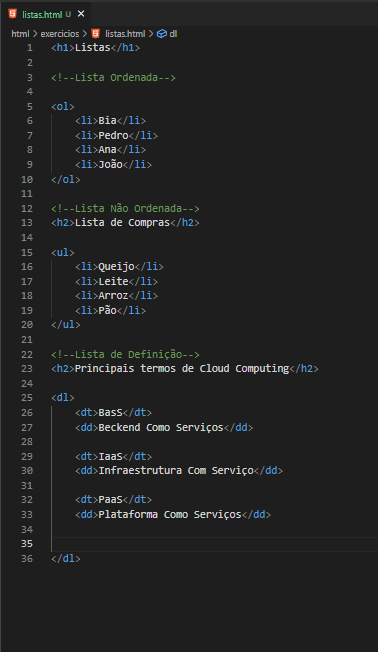 listas.html U ×
html > exercicios > listas.html > dl
1 <h1>Listas</h1>
2
3 <!--Lista Ordenada-->
4
5 <ol>
6 <li>Bia</li>
7 <li>Pedro</li>
8 <li>Ana</li>
9 <li>João</li>
10 </ol>
11
12 <!--Lista Não Ordenada-->
13 <h2>Lista de Compras</h2>
14
15 <ul>
16 <li>Queijo</li>
17 <li>Leite</li>
18 <li>Arroz</li>
19 <li>Pão</li>
20 </ul>
21
22 <!--Lista de Definição-->
23 <h2>Principais termos de Cloud Computing</h2>
24
25 <dl>
26 <dt>BasS</dt>
27 <dd>Beckend Como Serviços</dd>
28
29 <dt>IaaS</dt>
30 <dd>Infraestrutura Com Serviço</dd>
31
32 <dt>PaaS</dt>
33 <dd>Plataforma Como Serviços</dd>
34
35
36 </dl>